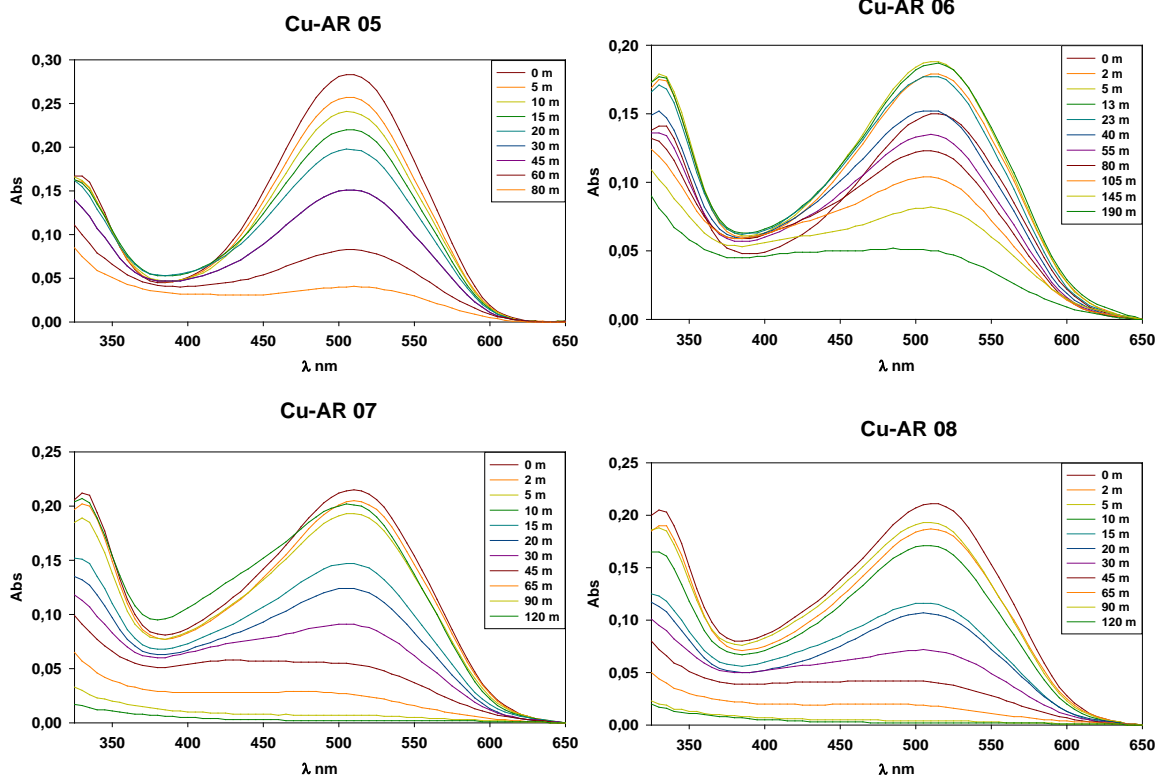 Cu-AR 05
0,30
0,25
0,20
0,15
0,10
0,05
0,00
Abs
350
400
450
500
550
600
650
λ nm
0 m
5 m
10 m
15 m
20 m
30 m
45 m
60 m
80 m
Cu-AR 06
0,20
0,15
0,10
0,05
0,00
Abs
350
400
450
500
550
600
650
λ nm
0 m
2 m
5 m
13 m
23 m
40 m
55 m
80 m
105 m
145 m
190 m
Cu-AR 07
0,25
0,20
0,15
0,10
0,05
0,00
Abs
350
400
450
500
550
600
650
λ nm
0 m
2 m
5 m
10 m
15 m
20 m
30 m
45 m
65 m
90 m
120 m
Cu-AR 08
0,25
0,20
0,15
0,10
0,05
0,00
Abs
350
400
450
500
550
600
650
λ nm
0 m
2 m
5 m
10 m
15 m
20 m
30 m
45 m
65 m
90 m
120 m